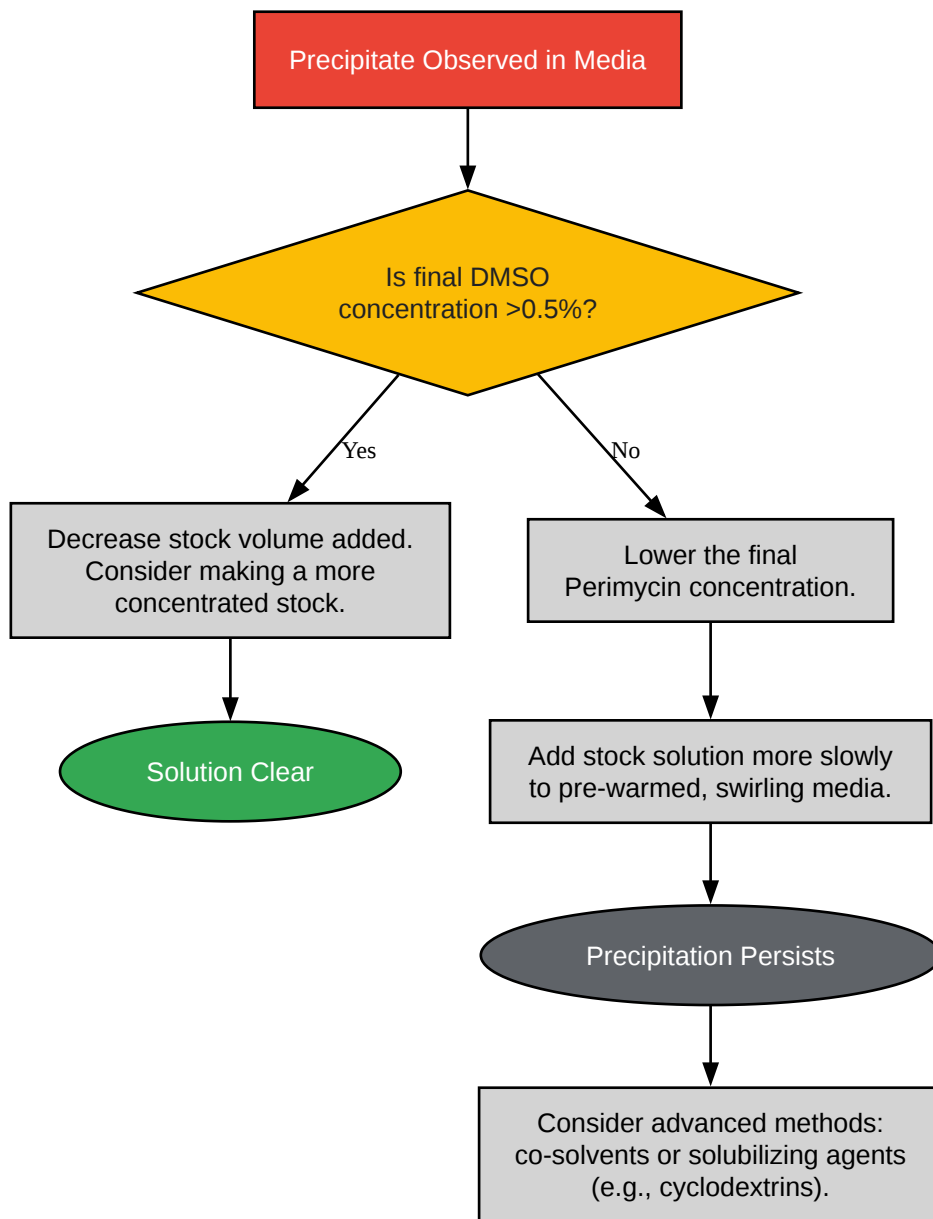 Precipitate Observed in Media
Is final DMSO
concentration >0.5%?
Yes
No
Decrease stock volume added.
Consider making a more
concentrated stock.
Lower the final
Perimycin concentration.
Solution Clear
Add stock solution more slowly
to pre-warmed, swirling media.
Precipitation Persists
Consider advanced methods:
co-solvents or solubilizing agents
(e.g., cyclodextrins).